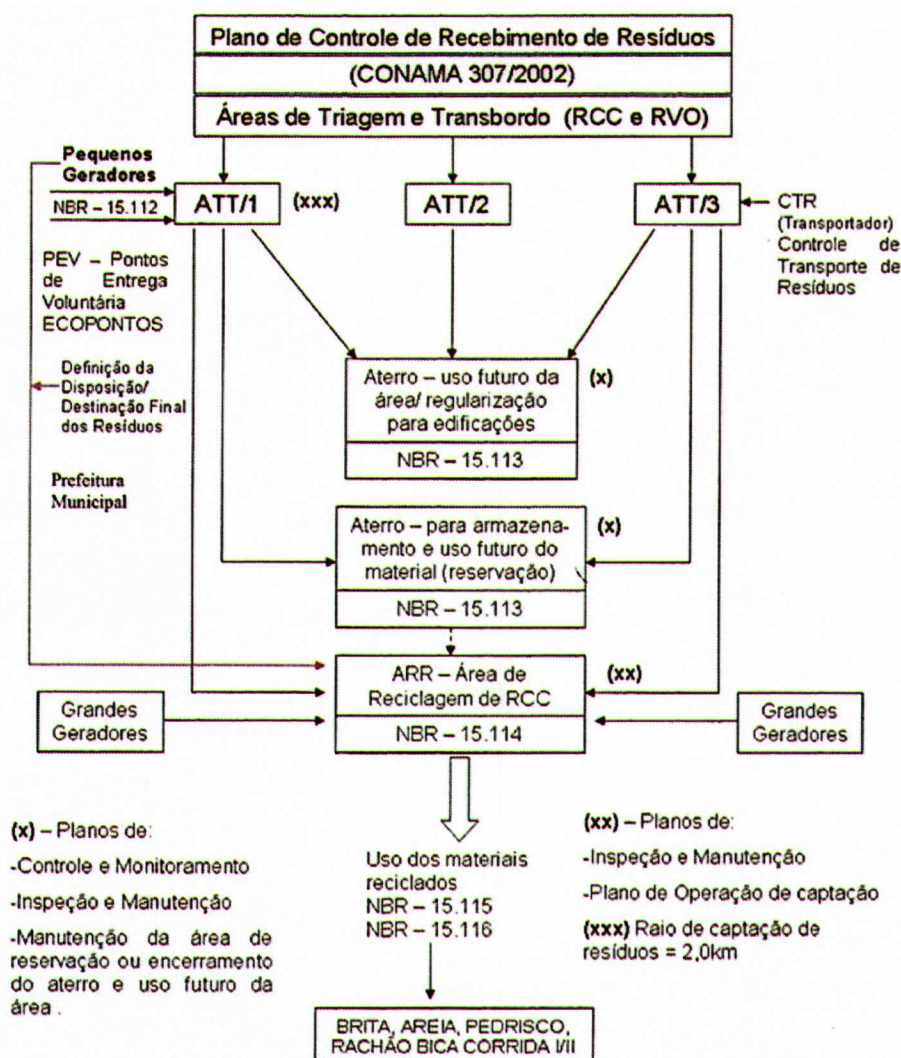 Plano de Controle de Recebimento de Resíduos
(CONAMA 307/2002)
Áreas de Triagem e Transbordo (RCC e RVO)
Pequenos
Geradores
NBR – 15.112
ATT/1
(xxx)
ATT/2
ATT/3
CTR
(Transportador)
Controle de
Transporte de
Resíduos
PEV – Pontos
de Entrega
Voluntária
ECOPONTOS
Definição da
Disposição/
Destinação Final
dos Resíduos
Prefeitura
Municipal
Aterro – uso futuro da
área/ regularização
para edificações
NBR – 15.113
(x)
Aterro – para armazena-
mento e uso futuro do
material (reservação)
NBR – 15.113
(x)
ARR – Área de
Reciclagem de RCC
NBR – 15.114
(xx)
Grandes
Geradores
Grandes
Geradores
(x) – Planos de:
-Controle e Monitoramento
-Inspeção e Manutenção
-Manutenção da área de
reservação ou encerramento
do aterro e uso futuro da
área .
Uso dos materiais
reciclados
NBR – 15.115
NBR – 15.116
(xx) – Planos de:
-Inspeção e Manutenção
-Plano de Operação de captação
(xxx) Raio de captação de
resíduos = 2,0km
BRITA, AREIA, PEDRISCO,
RACHÃO BICA CORRIDA I/II